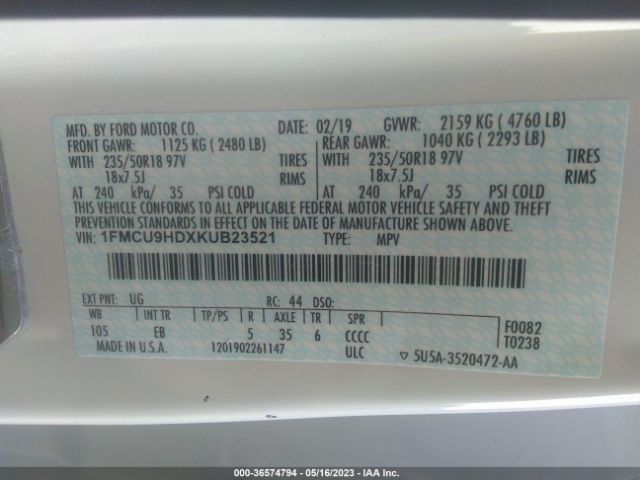 MFD. BY FORD MOTOR CO. DATE: 02/19 GVWR: 2159 KG ( 4760 LB)
FRONT GAWR: 1125 KG ( 2480 LB) REAR GAWR: 1040 KG ( 2293 LB)
WITH 235/50R18 97V TIRES WITH 235/50R18 97V TIRES
18x7.5J RIMS 18x7.5J RIMS
AT 240 kPa/ 35 PSI COLD AT 240 kPa/ 35 PSI COLD
THIS VEHICLE CONFORMS TO ALL APPLICABLE FEDERAL MOTOR VEHICLE SAFETY AND THEFT
PREVENTION STANDARDS IN EFFECT ON THE DATE OF MANUFACTURE SHOWN ABOVE.
VIN: 1FMCU9HDXKUB23521 TYPE: MPV
EXT PNT: UG RC: 44 DSO:
WB INT TR TP/PS R AXLE TR SPR F0082
105 EB 5 35 6 CCCC T0238
MADE IN U.S.A. 1201902261147 ULC ▽ 5U5A-3520472-AA
000-36574794 - 05/16/2023 - IAA Inc.